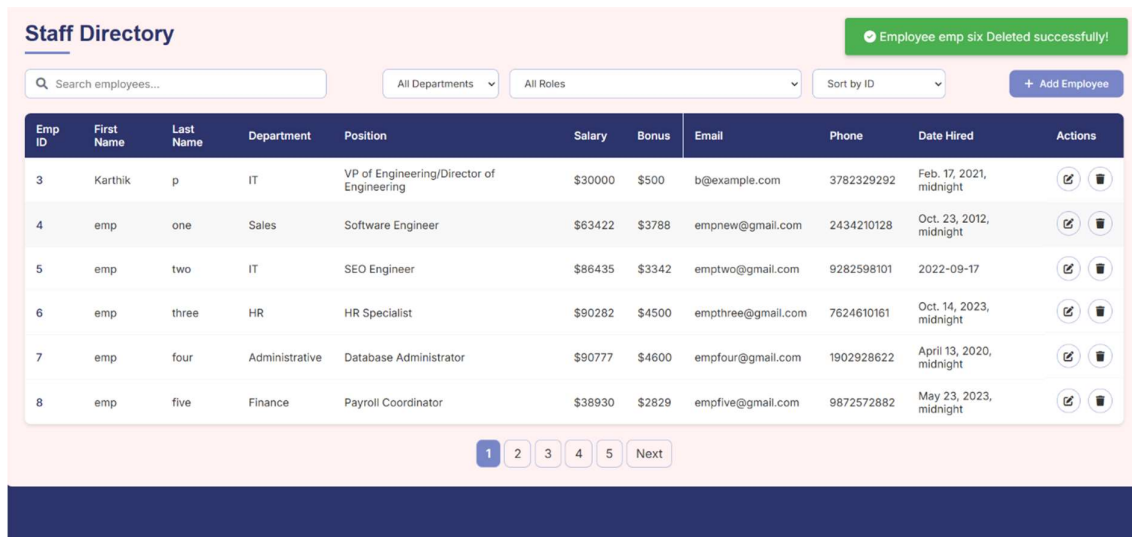 Staff Directory
Employee emp six Deleted successfully!
Search employees... All Departments All Roles Sort by ID + Add Employee
Emp ID First Name Last Name Department Position Salary Bonus Email Phone Date Hired Actions
3 Karthik p IT VP of Engineering/Director of Engineering $30000 $500 b@example.com 3782329292 Feb. 17, 2021, midnight
4 emp one Sales Software Engineer $63422 $3788 empnew@gmail.com 2434210128 Oct. 23, 2012, midnight
5 emp two IT SEO Engineer $86435 $3342 emptwo@gmail.com 9282598101 2022-09-17
6 emp three HR HR Specialist $90282 $4500 empthree@gmail.com 7624610161 Oct. 14, 2023, midnight
7 emp four Administrative Database Administrator $90777 $4600 empfour@gmail.com 1902928622 April 13, 2020, midnight
8 emp five Finance Payroll Coordinator $38930 $2829 empfive@gmail.com 9872572882 May 23, 2023, midnight
1 2 3 4 5 Next